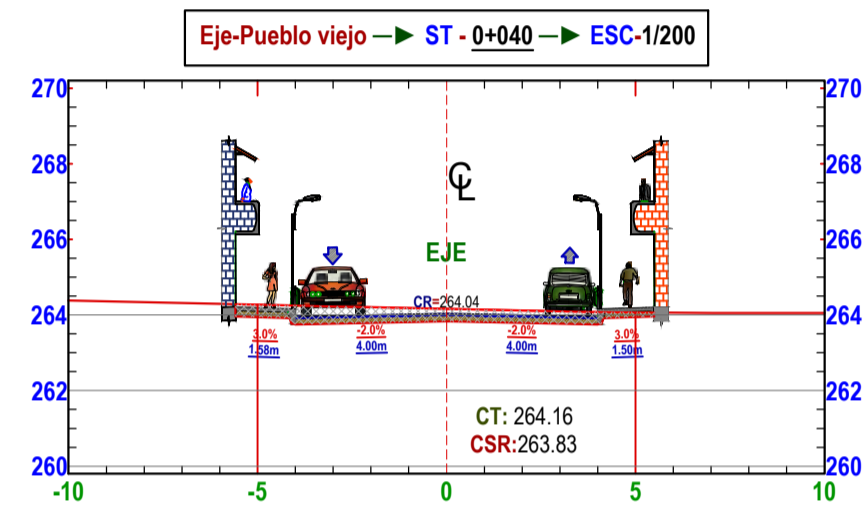 Eje-Pueblo viejo ST - 0+040 ESC-1/200
270 270
268 268
266 266
EJE
CR=264.04
264 264
3.0% -2.0% -2.0% 3.0%
1.58m 4.00m 4.00m 1.50m
262 262
CT: 264.16
CSR:263.83
260 260
-10 -5 0 5 10